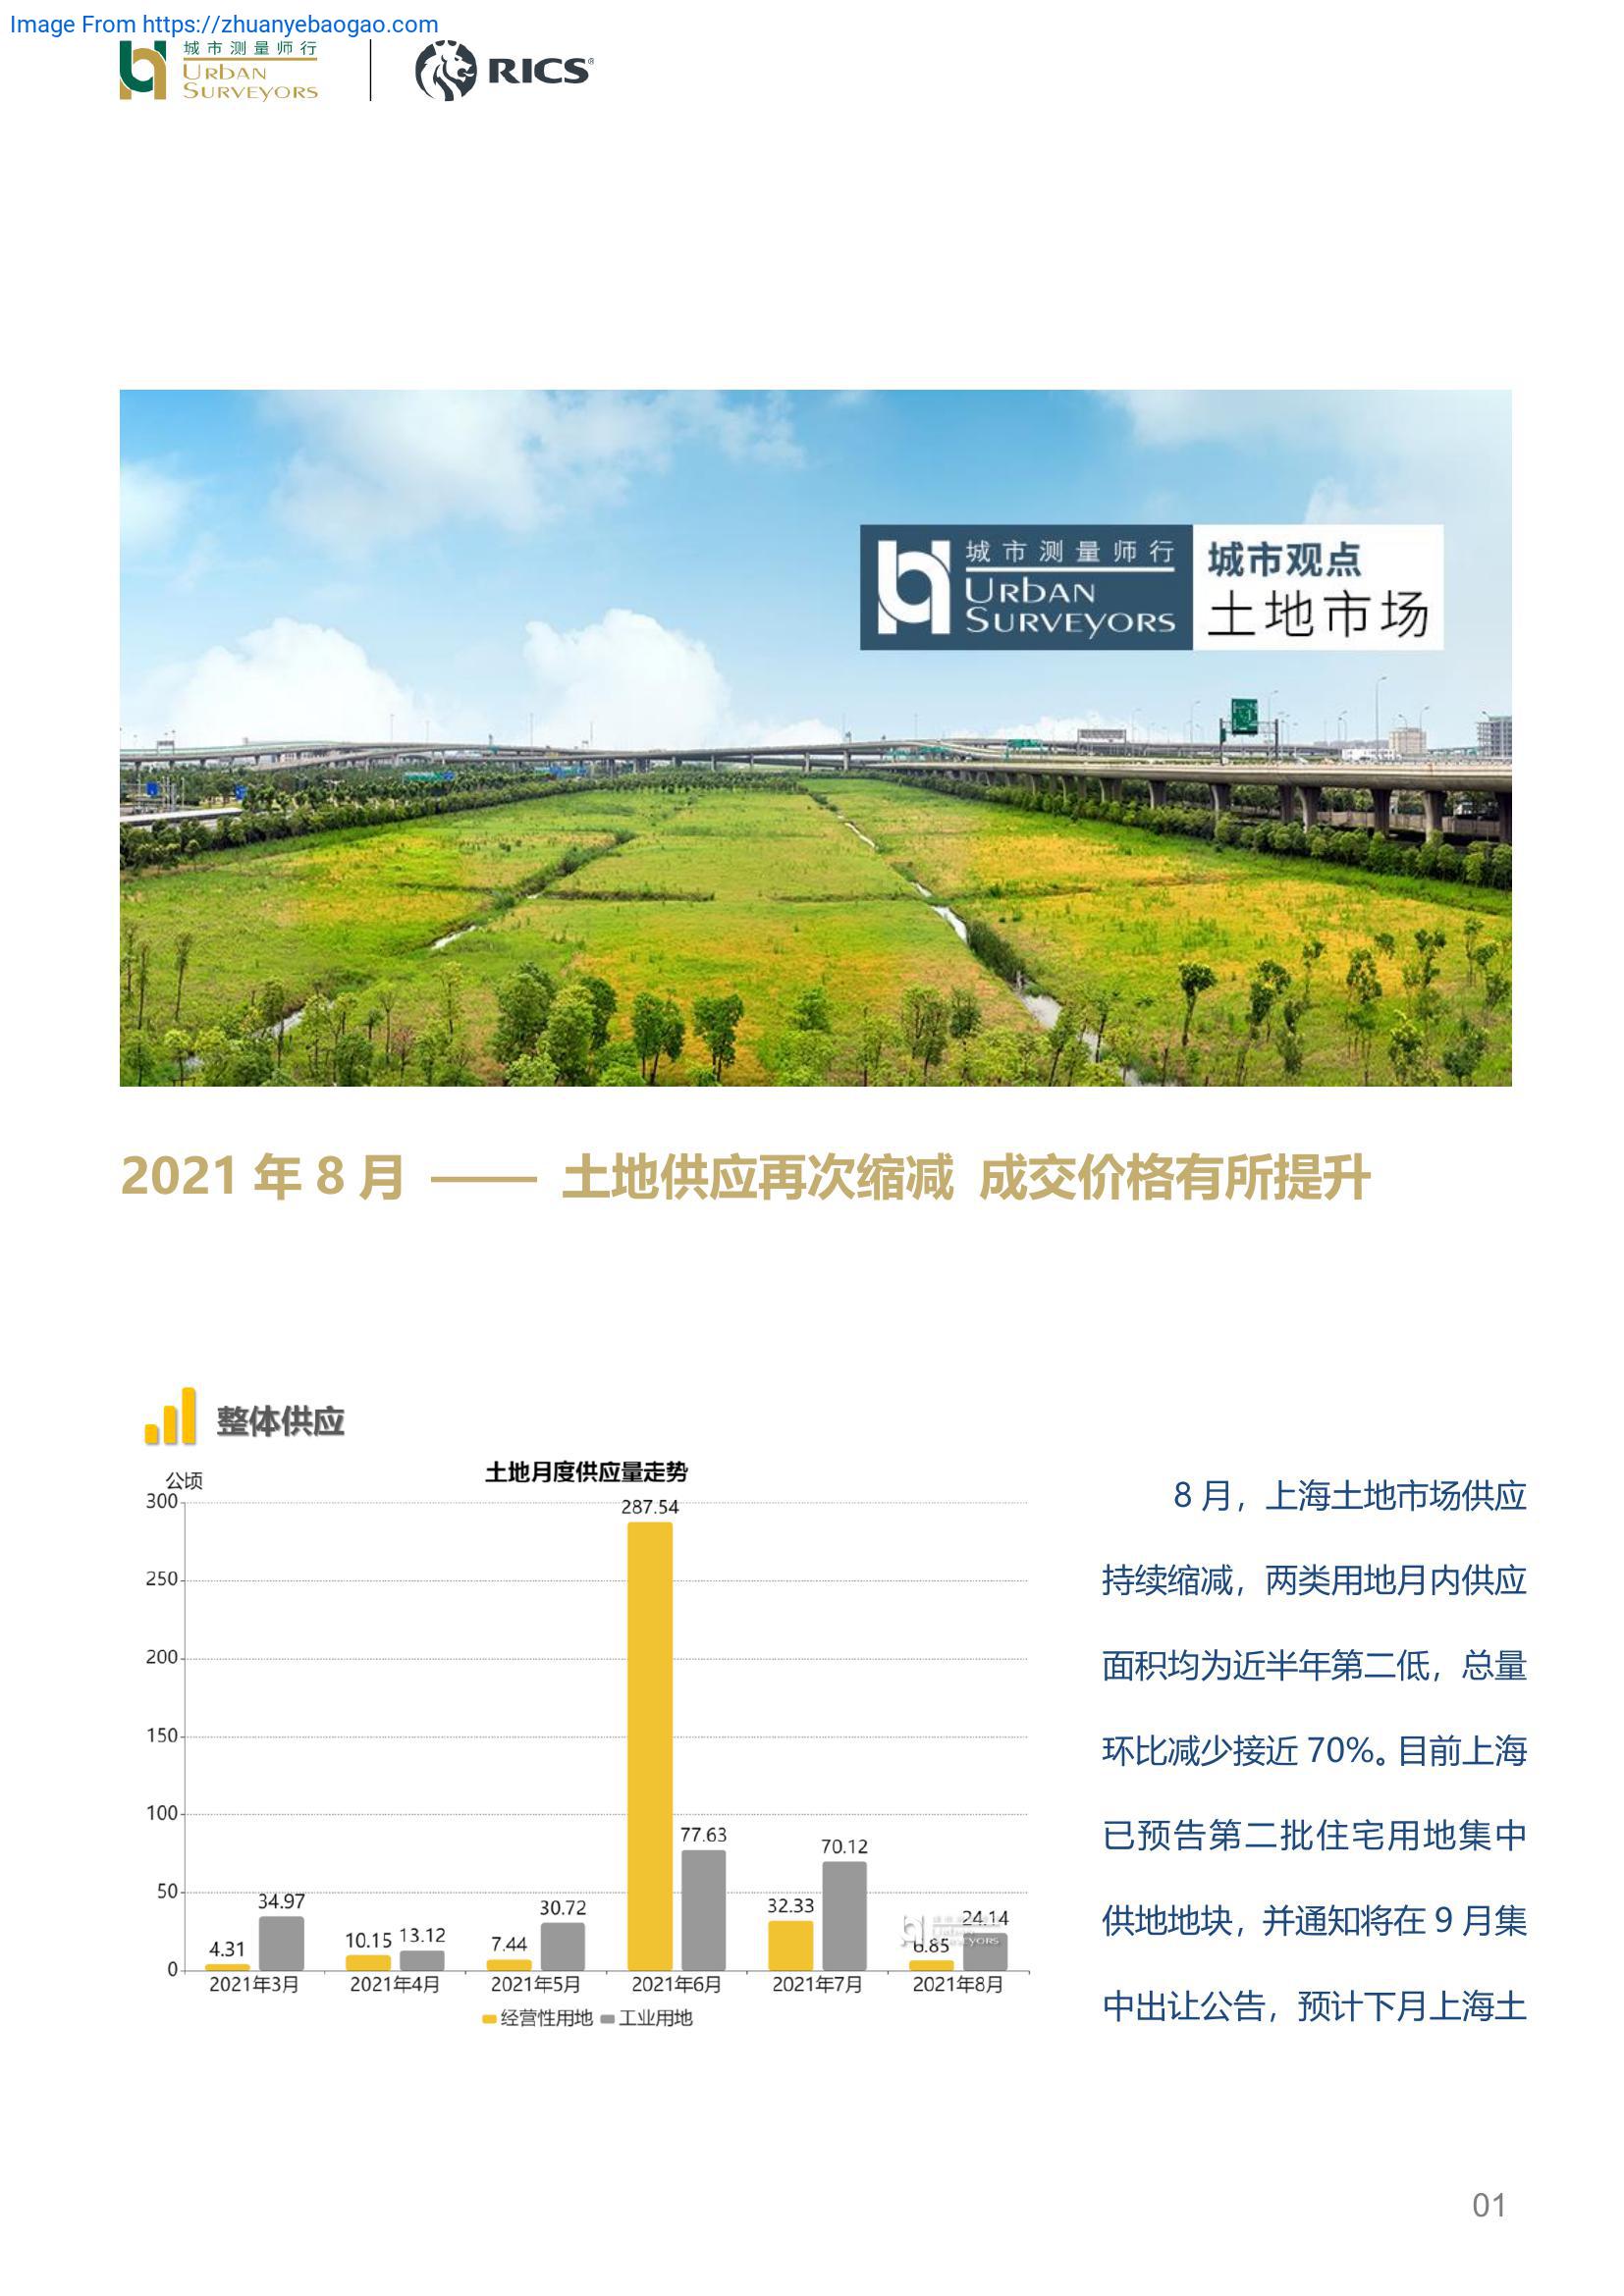 Image From https://zhuanyebaogao.com
城市测量师行
URBAN
SURVEYORS
RICS®
城市测量师行
URBAN
SURVEYORS
城市观点
土地市场
2021 年 8 月 —— 土地供应再次缩减 成交价格有所提升
整体供应
土地月度供应量走势
公顷
300
250
200
150
100
50
0
4.31
34.97
10.15
13.12
7.44
30.72
287.54
77.63
32.33
70.12
6.85
24.14
2021年3月
2021年4月
2021年5月
2021年6月
2021年7月
2021年8月
经营性用地
工业用地
8 月，上海土地市场供应
持续缩减，两类用地月内供应
面积均为近半年第二低，总量
环比减少接近 70%。目前上海
已预告第二批住宅用地集中
供地地块，并通知将在 9 月集
中出让公告，预计下月上海土
01